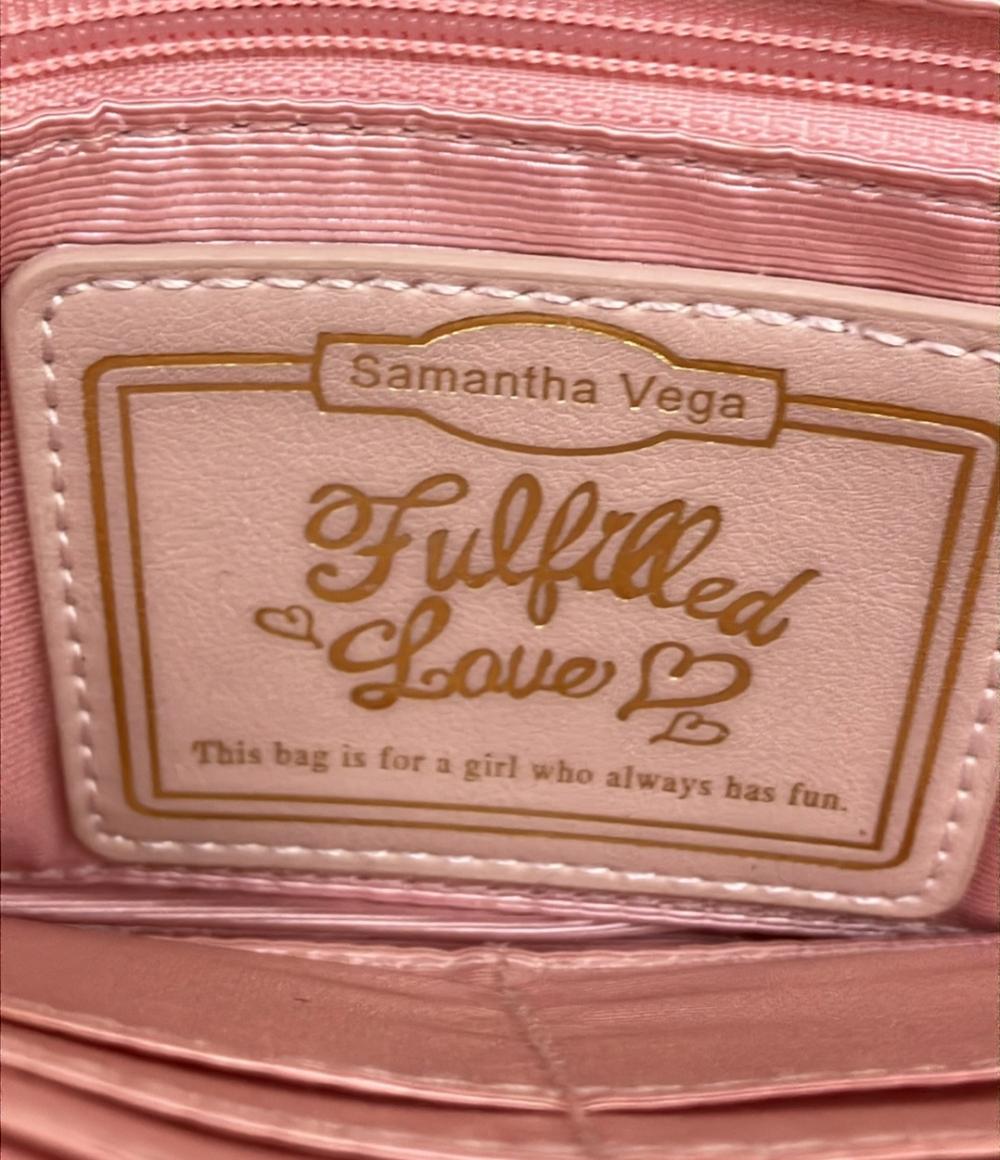 Samantha Vega
Fulfilled
Love
This bag is for a girl who always has fun.